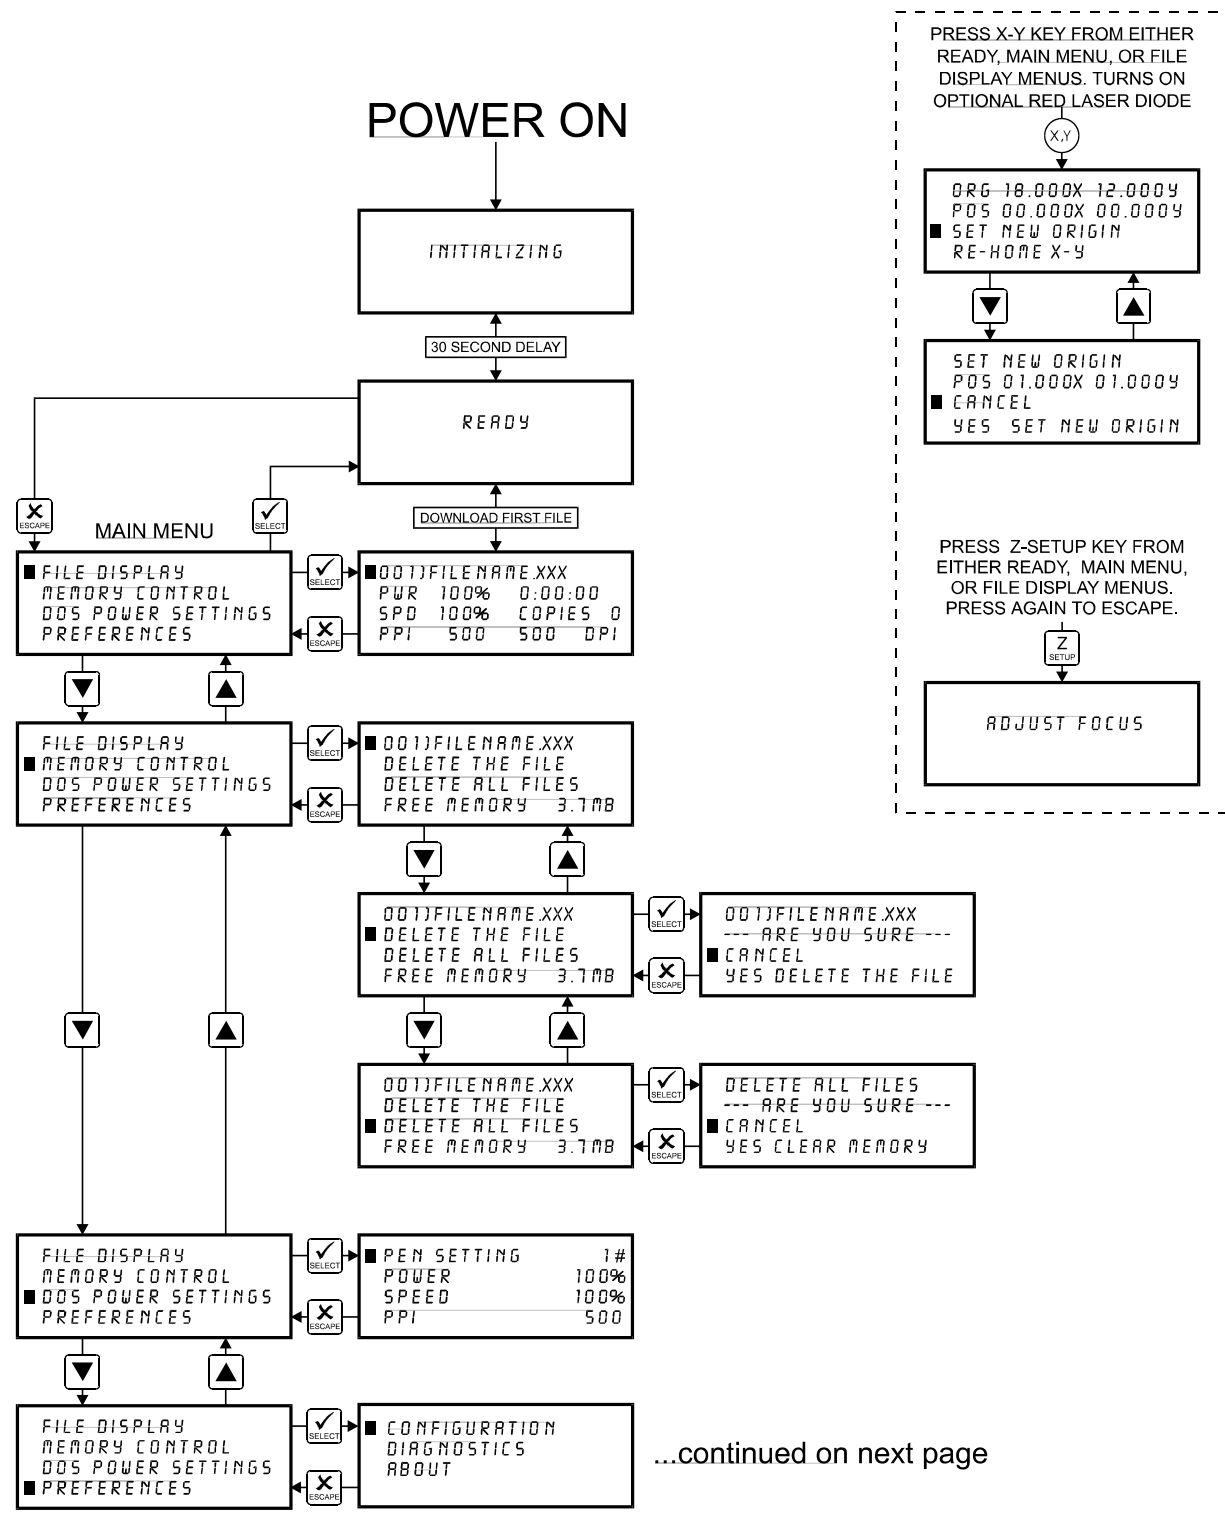 PRESS X-Y KEY FROM EITHER
READY, MAIN MENU, OR FILE
DISPLAY MENUS. TURNS ON
OPTIONAL RED LASER DIODE
X,Y
ORG 18.000X 12.000Y
POS 00.000X 00.000Y
SET NEW ORIGIN
RE-HOME X-Y
SET NEW ORIGIN
POS 01.000X 01.000Y
CANCEL
YES SET NEW ORIGIN
PRESS Z-SETUP KEY FROM
EITHER READY, MAIN MENU,
OR FILE DISPLAY MENUS.
PRESS AGAIN TO ESCAPE.
Z
SETUP
ADJUST FOCUS
POWER ON
INITIALIZING
30 SECOND DELAY
READY
ESCAPE
SELECT
DOWNLOAD FIRST FILE
MAIN MENU
FILE DISPLAY
MEMORY CONTROL
DOS POWER SETTINGS
PREFERENCES
SELECT
ESCAPE
001)FILENAME.XXX
PWR 100% 0:00:00
SPD 100% COPIES 0
PPI 500 500 DPI
FILE DISPLAY
MEMORY CONTROL
DOS POWER SETTINGS
PREFERENCES
SELECT
ESCAPE
001)FILENAME.XXX
DELETE THE FILE
DELETE ALL FILES
FREE MEMORY 3.7MB
001)FILENAME.XXX
DELETE THE FILE
DELETE ALL FILES
FREE MEMORY 3.7MB
SELECT
ESCAPE
001)FILENAME.XXX
--- ARE YOU SURE ---
CANCEL
YES DELETE THE FILE
001)FILENAME.XXX
DELETE THE FILE
DELETE ALL FILES
FREE MEMORY 3.7MB
SELECT
ESCAPE
DELETE ALL FILES
--- ARE YOU SURE ---
CANCEL
YES CLEAR MEMORY
FILE DISPLAY
MEMORY CONTROL
DOS POWER SETTINGS
PREFERENCES
SELECT
ESCAPE
PEN SETTING 1#
POWER 100%
SPEED 100%
PPI 500
FILE DISPLAY
MEMORY CONTROL
DOS POWER SETTINGS
PREFERENCES
SELECT
ESCAPE
CONFIGURATION
DIAGNOSTICS
ABOUT
...continued on next page